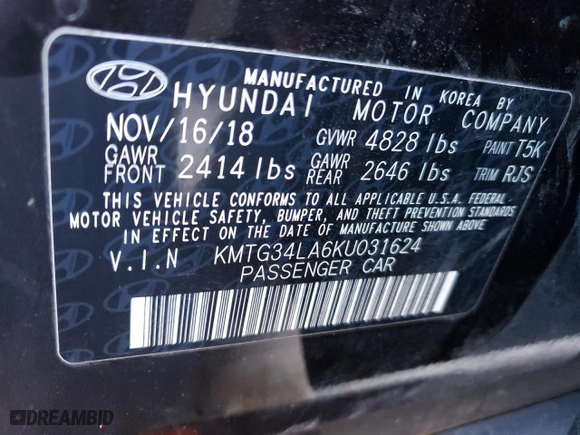 MANUFACTURED IN KOREA BY
HYUNDAI MOTOR COMPANY
NOV/16/18 GVWR 4828 lbs PAINT T5K
GAWR FRONT 2414 lbs GAWR REAR 2646 lbs TRIM RJS
THIS VEHICLE CONFORMS TO ALL APPLICABLE U.S.A. FEDERAL
MOTOR VEHICLE SAFETY, BUMPER, AND THEFT PREVENTION STANDARDS
IN EFFECT ON THE DATE OF MANUFACTURE SHOWN ABOVE
V.I.N KMTG34LA6KU031624
PASSENGER CAR
DREAMBID